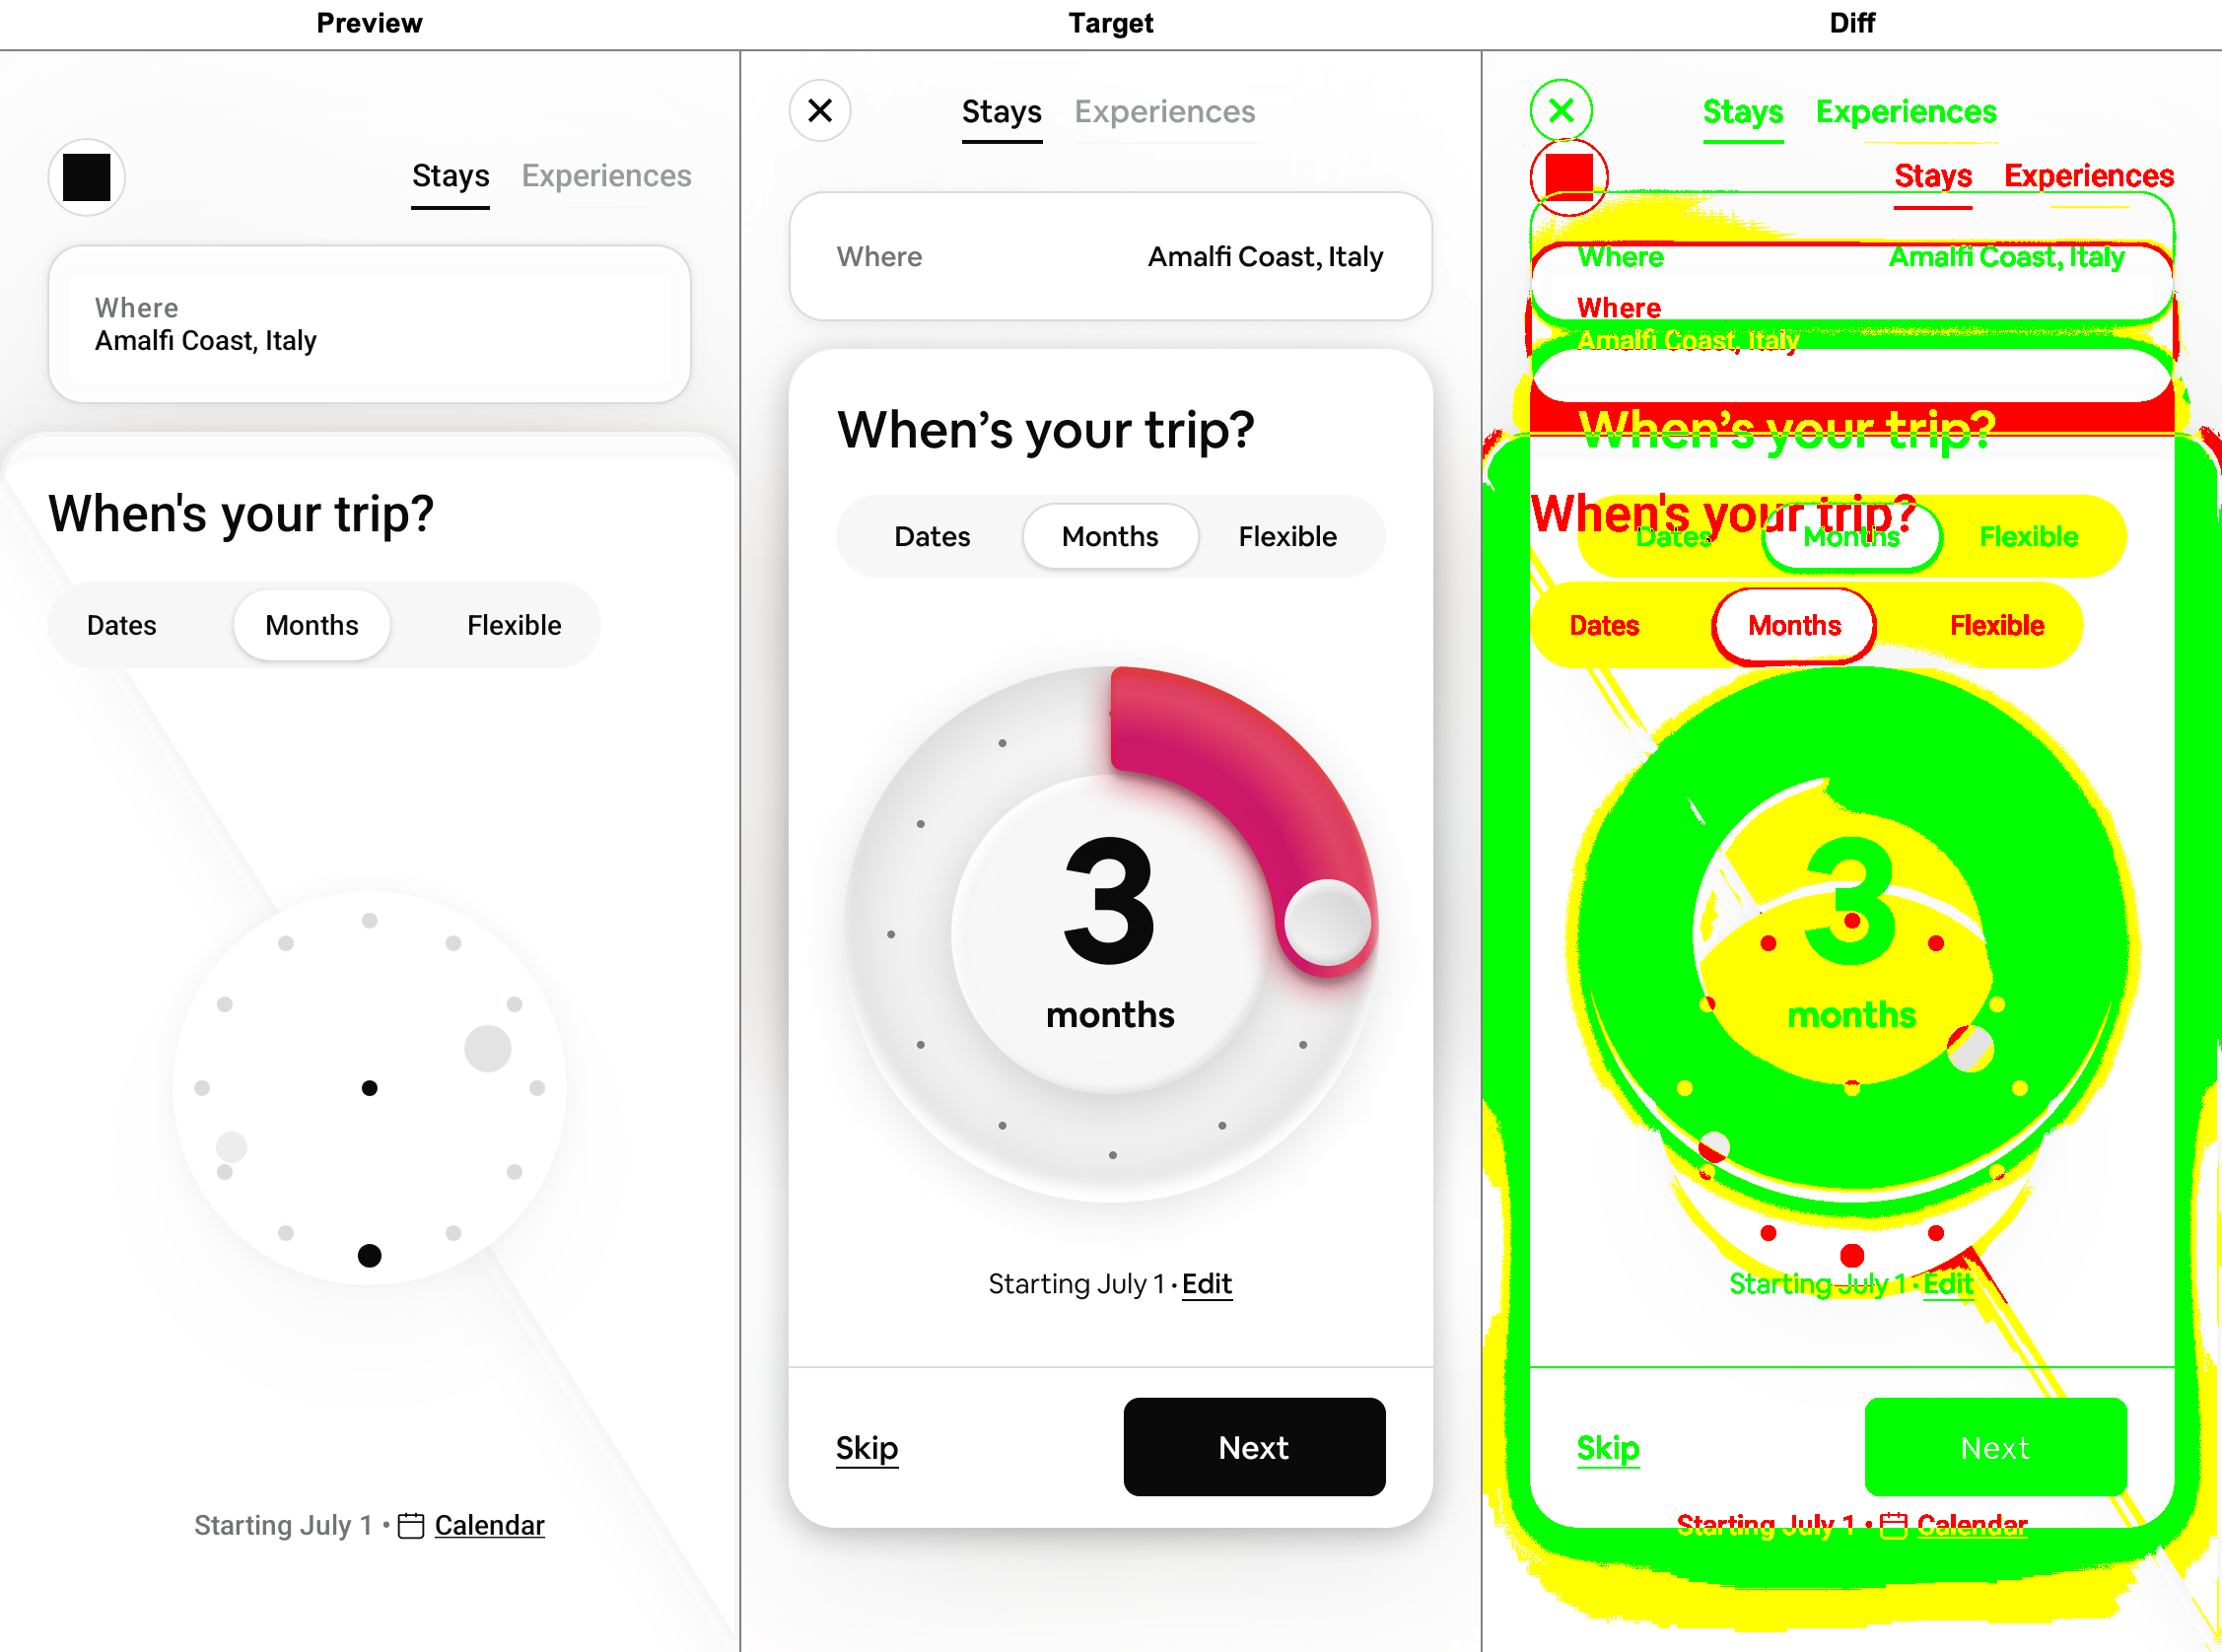 Preview
Target
Diff
Stays Experiences
Where
Amalfi Coast, Italy
When's your trip?
Dates Months Flexible
Starting July 1 • Calendar
Stays Experiences
Where Amalfi Coast, Italy
When’s your trip?
Dates Months Flexible
3
months
Starting July 1 · Edit
Skip Next
Stays Experiences
Stays Experiences
Where Amalfi Coast, Italy
Where
Amalfi Coast, Italy
When’s your trip?
When's your trip?
Dates Months Flexible
Dates Months Flexible
3
months
Starting July 1 · Edit
Skip Next
Starting July 1 • Calendar